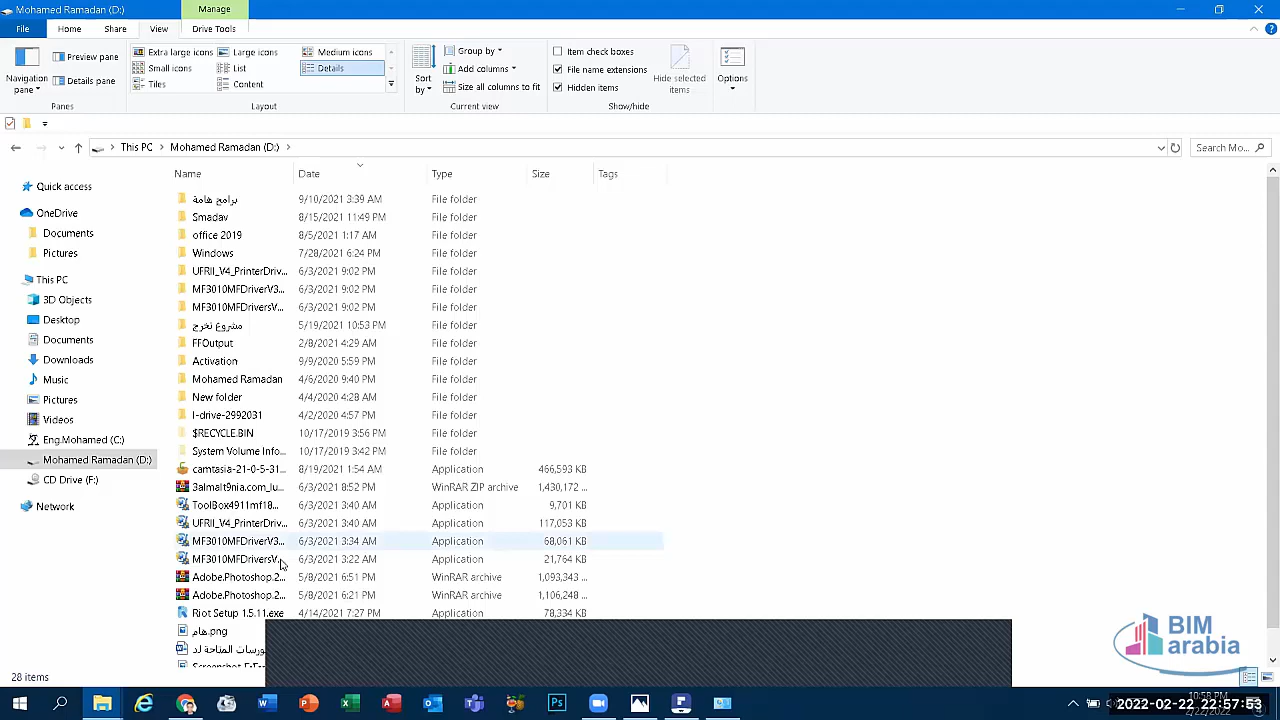 Mohamed Ramadan (D:)
Manage
File
Home
Share
View
Drive Tools
Navigation pane
Preview pane
Details pane
Panes
Extra large icons
Large icons
Medium icons
Small icons
List
Details
Tiles
Content
Layout
Sort by
Group by
Add columns
Size all columns to fit
Current view
Item check boxes
File name extensions
Hidden items
Hide selected items
Show/hide
Options
This PC > Mohamed Ramadan (D:) >
Search Mo...
Quick access
OneDrive
Documents
Pictures
This PC
3D Objects
Desktop
Documents
Downloads
Music
Pictures
Videos
Eng.Mohamed (C:)
Mohamed Ramadan (D:)
CD Drive (F:)
Network
Name Date Type Size Tags
برامج هامة 9/10/2021 3:39 AM File folder
Smadav 8/15/2021 11:49 PM File folder
office 2019 8/5/2021 1:17 AM File folder
Windows 7/28/2021 6:24 PM File folder
UFRII_V4_PrinterDriv... 6/3/2021 9:02 PM File folder
MF3010MFDriverV3... 6/3/2021 9:02 PM File folder
MF3010MFDriversV... 6/3/2021 9:02 PM File folder
مشروع تخرج 5/19/2021 10:53 PM File folder
FFOutput 2/8/2021 4:29 AM File folder
Activation 9/9/2020 5:59 PM File folder
Mohamed Ramadan 4/6/2020 9:40 PM File folder
New folder 4/4/2020 4:28 AM File folder
I-drive-2992031 4/2/2020 4:57 PM File folder
$RECYCLE.BIN 10/17/2019 3:56 PM File folder
System Volume Info... 10/17/2019 3:42 PM File folder
camtasia-21-0-5-31... 8/19/2021 1:54 AM Application 466,593 KB
3almalt9nia.com_lu... 6/3/2021 8:52 PM WinRAR ZIP archive 1,430,172 ...
ToolBox4911mf18... 6/3/2021 3:40 AM Application 9,701 KB
UFRII_V4_PrinterDriv... 6/3/2021 3:40 AM Application 117,053 KB
MF3010MFDriverV3... 6/3/2021 3:34 AM Application 68,061 KB
MF3010MFDriversV... 6/3/2021 3:22 AM Application 21,764 KB
Adobe.Photoshop.2... 5/8/2021 6:51 PM WinRAR archive 1,093,343 ...
Adobe.Photoshop.2... 5/8/2021 6:21 PM WinRAR archive 1,106,248 ...
Riot Setup 1.5.11.exe 4/14/2021 7:27 PM Application 78,334 KB
هام.png
28 items
BIM arabia
2022-02-22 22:57:53